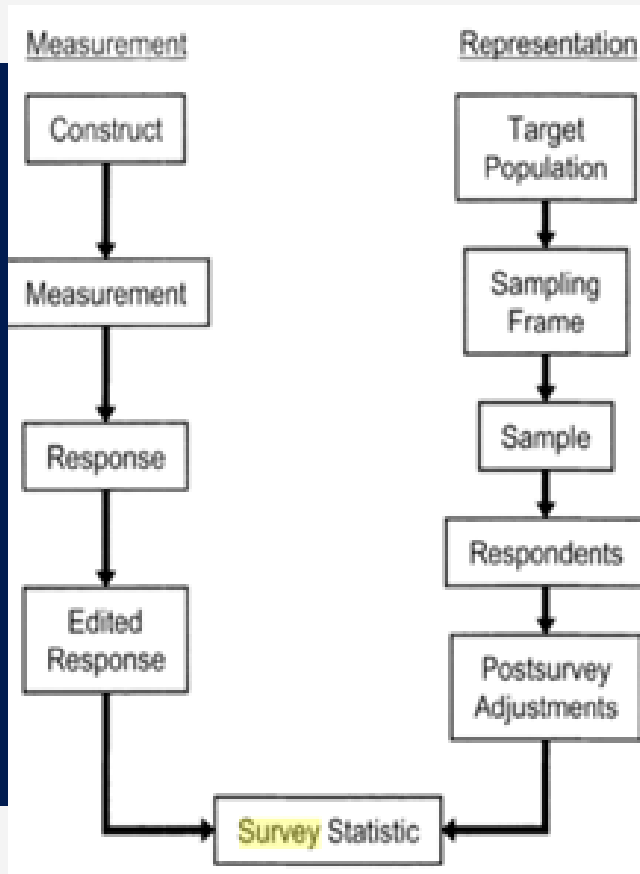 Measurement
Construct
Measurement
Response
Edited
Response
Representation
Target
Population
Sampling
Frame
Sample
Respondents
Postsurvey
Adjustments
Survey Statistic